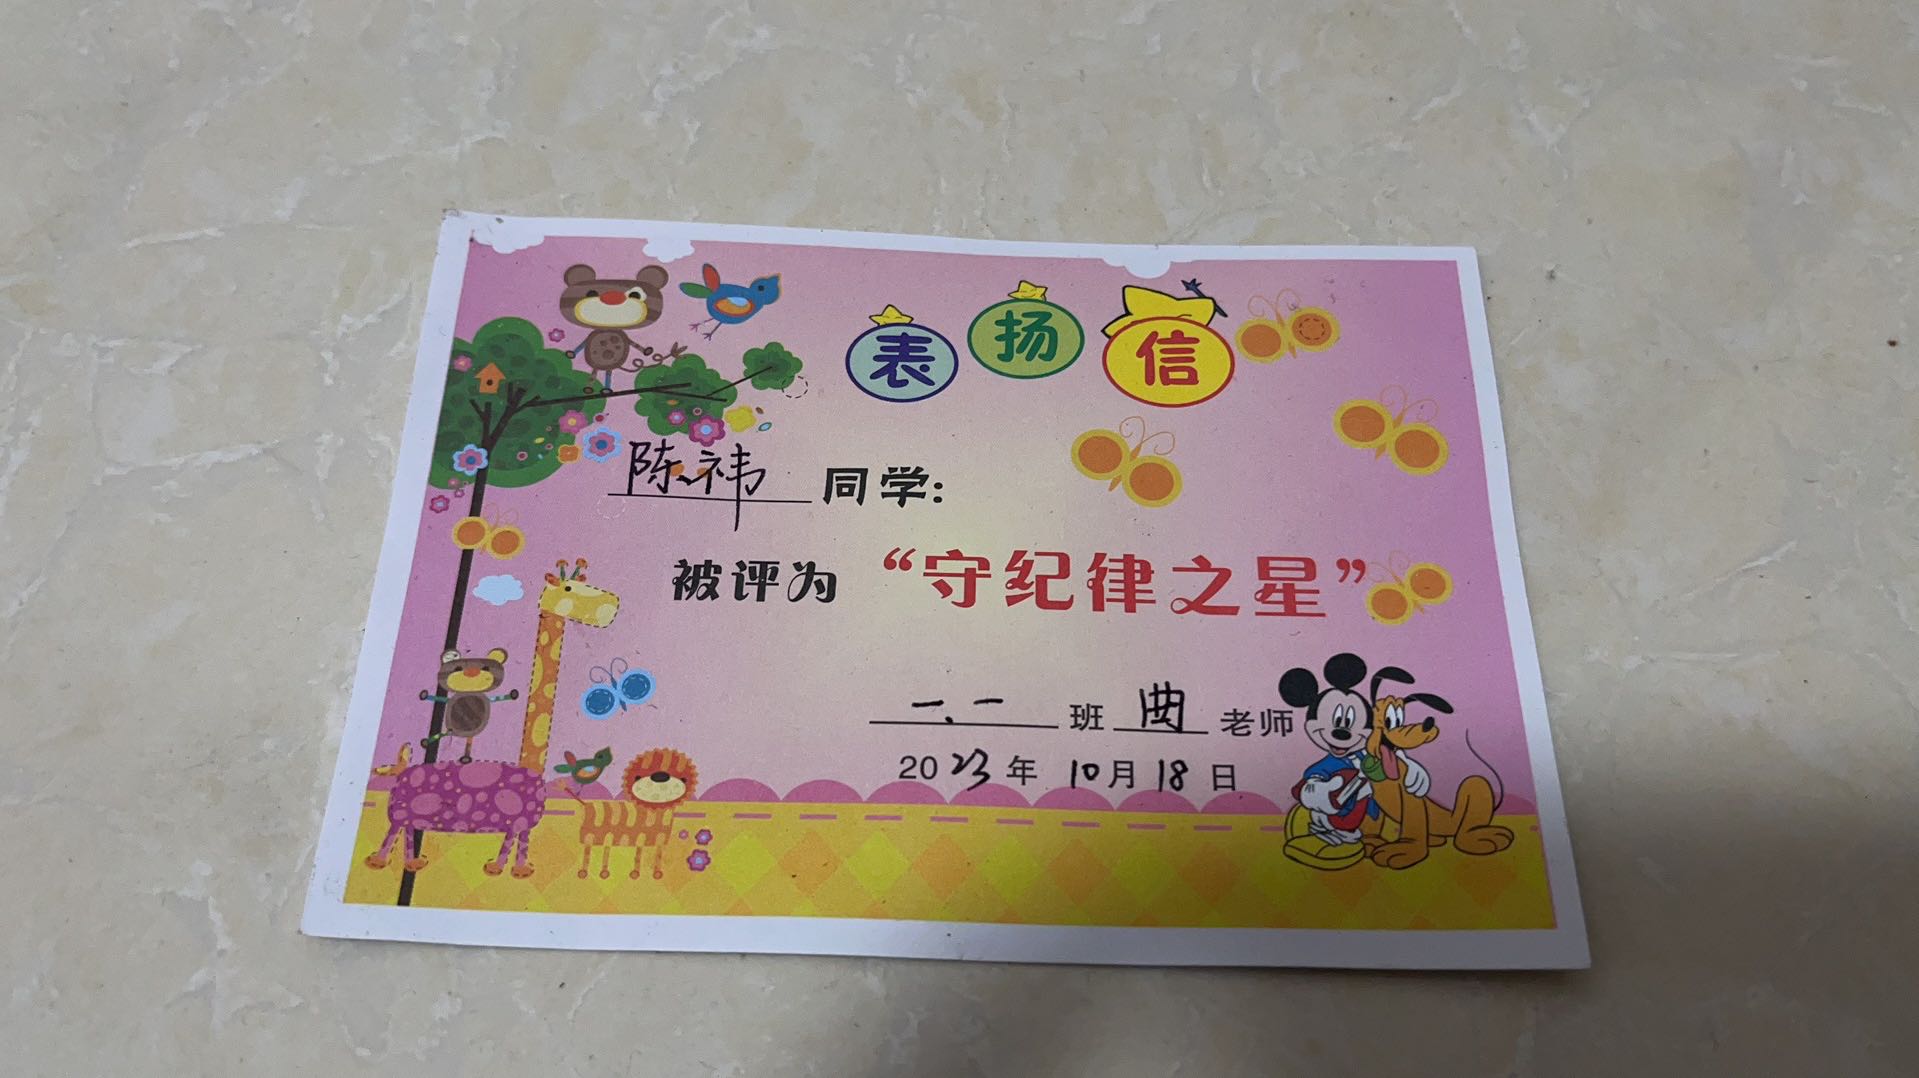 表扬信
陈祎同学:
被评为“守纪律之星”
一、一班曲老师
2023年10月18日